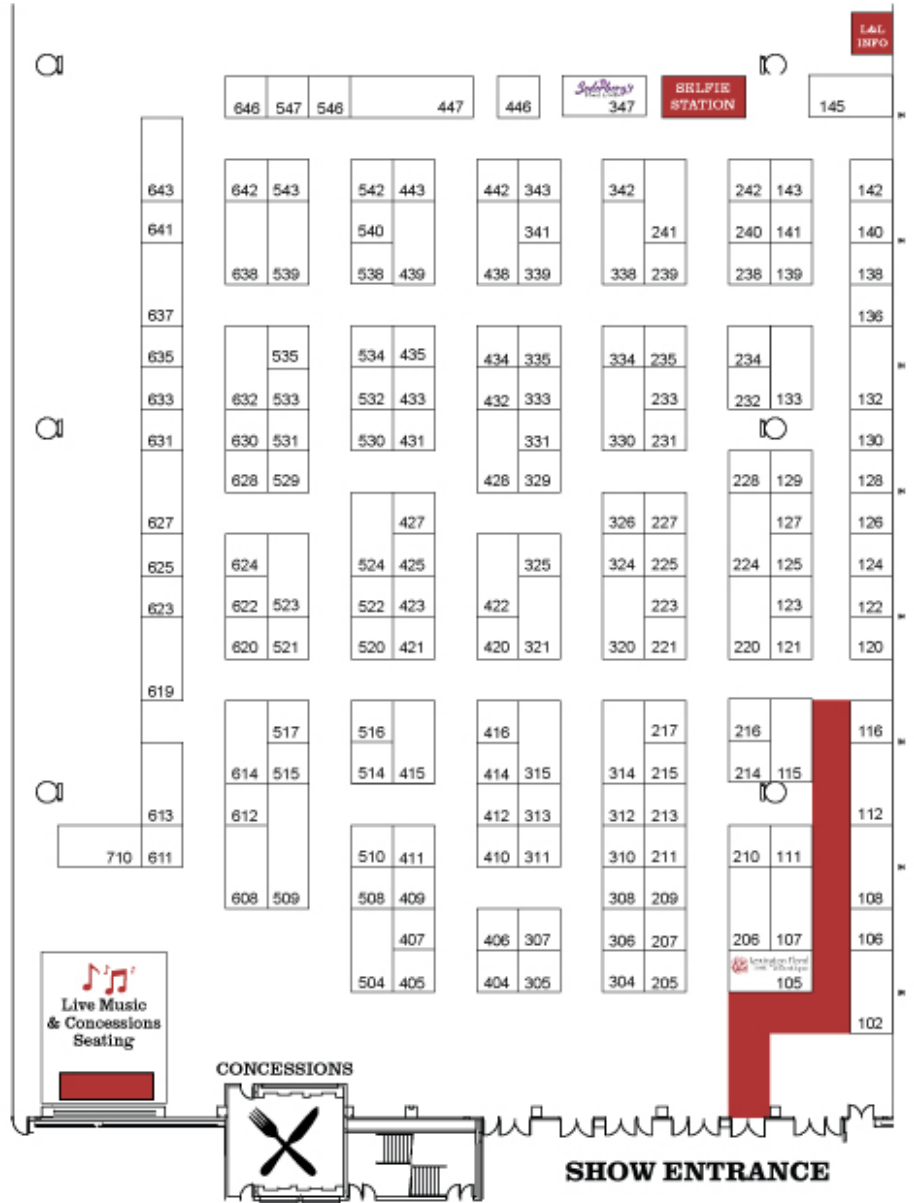 L&L
INFO
646 547 546 447 446 Soderberg's 347 SELFIE
STATION 145
643 642 543 542 443 442 343 342 242 143 142
641 540 341 241 240 141 140
638 539 538 439 438 339 338 239 238 139 138
637 136
635 535 534 435 434 335 334 235 234
633 632 533 532 433 432 333 233 232 133 132
631 630 531 530 431 331 330 231 130
628 529 428 329 228 129 128
627 427 326 227 127 126
625 624 524 425 325 324 225 224 125 124
623 622 523 522 423 422 223 123 122
620 521 520 421 420 321 320 221 220 121 120
619
517 516 416 217 216 116
614 515 514 415 414 315 314 215 214 115
613 612 412 313 312 213 112
710 611 510 411 410 311 310 211 210 111
608 509 508 409 308 209 108
407 406 307 306 207 206 107 106
504 405 404 305 304 205 Lexington Floral 105
102
Live Music
& Concessions
Seating
CONCESSIONS
SHOW ENTRANCE